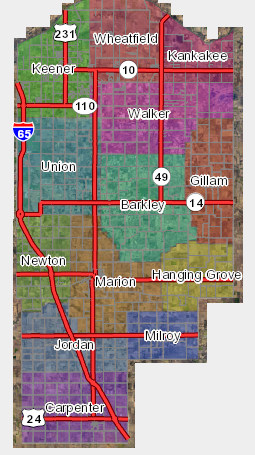 231
Wheatfield
Kankakee
Keener
10
110
Walker
65
Union
49
Gillam
Barkley
14
Newton
Marion
Hanging Grove
Jordan
Milroy
Carpenter
24